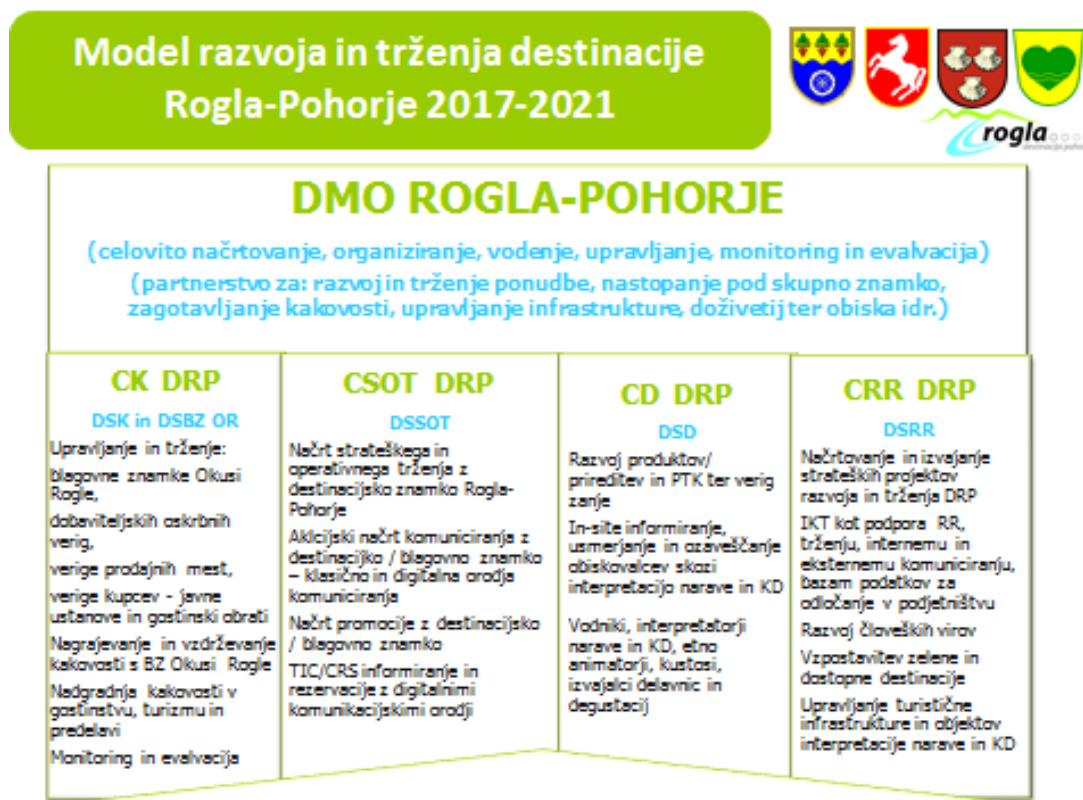 Model razvoja in trženja destinacije
Rogla-Pohorje 2017-2021
rogla
DMO ROGLA-POHORJE
(celovito načrtovanje, organiziranje, vodenje, upravljanje, monitoring in evalvacija)
(partnerstvo za: razvoj in trženje ponudbe, nastopanje pod skupno znamko,
zagotavljanje kakovosti, upravljanje infrastrukture, doživetij ter obiska idr.)
CK DRP
DSK in DSBZ OR
Upravljanje in trženje:
blagovne znamke Okusi
Rogle,
dobaviteljskih oskrbnih
verig,
verige prodajnih mest,
verige kupcev - javne
ustanove in gostinski obrati
Nagrajevanje in vzdrževanje
kakovosti s BZ Okusi Rogle
Nadgradnja kakovosti v
gostinstvu, turizmu in
predelavi
Monitoring in evalvacija
CSOT DRP
DSSOT
Načrt strateškega in
operativnega trženja z
destinacijsko znamko Rogla-
Pohorje
Aklcijski načrt komuniciranja z
destinacijko / blagovno znamko
– klasično in digitalna orodja
komuniciranja
Načrt promocije z destinacijsko
/ blagovno znamko
TIC/CRS informiranje in
rezervacije z digitalnimi
komunikacijskimi orodji
CD DRP
DSD
Razvoj produktov/
prireditev in PTK ter verig
zanje
In-site informiranje,
usmerjanje in ozaveščanje
obiskovalcev skozi
interpretacijo narave in KD
Vodniki, interpretatorji
narave in KD, etno
animatorji, kustosi,
izvajalci delavnic in
degustacij
CRR DRP
DSRR
Načrtovanje in izvajanje
strateških projektov
razvoja in trženja DRP
IKT kot podpora RR,
trženju, internemu in
eksternemu komuniciranju,
bazam podatkov za
odločanje v podjetništvu
Razvoj človeških virov
Vzpostavitev zelene in
dostopne destinacije
Upravljanje turistične
infrastrukture in objektov
interpretacije narave in KD